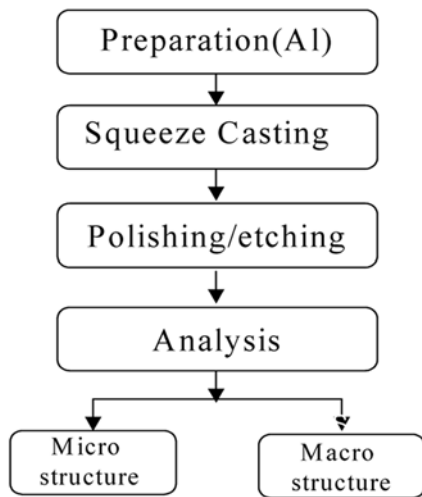 Preparation(Al)
Squeeze Casting
Polishing/etching
Analysis
Micro
structure
Macro
structure